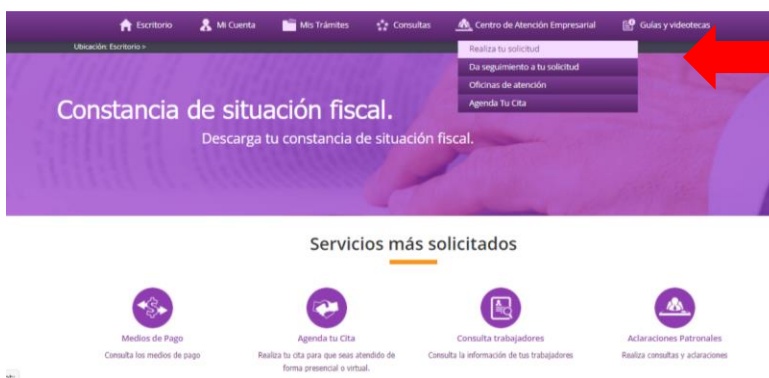 Escritorio Mi Cuenta Mis Trámites Consultas Centro de Atención Empresarial Guías y videotecas
Ubicación: Escritorio >
Realiza tu solicitud
Da seguimiento a tu solicitud
Oficinas de atención
Agenda Tu Cita
Constancia de situación fiscal.
Descarga tu constancia de situación fiscal.
Servicios más solicitados
Medios de Pago
Consulta los medios de pago
Agenda tu Cita
Realiza tu cita para que seas atendido de
forma presencial o virtual.
Consulta trabajadores
Consulta la información de tus trabajadores
Aclaraciones Patronales
Realiza consultas y aclaraciones